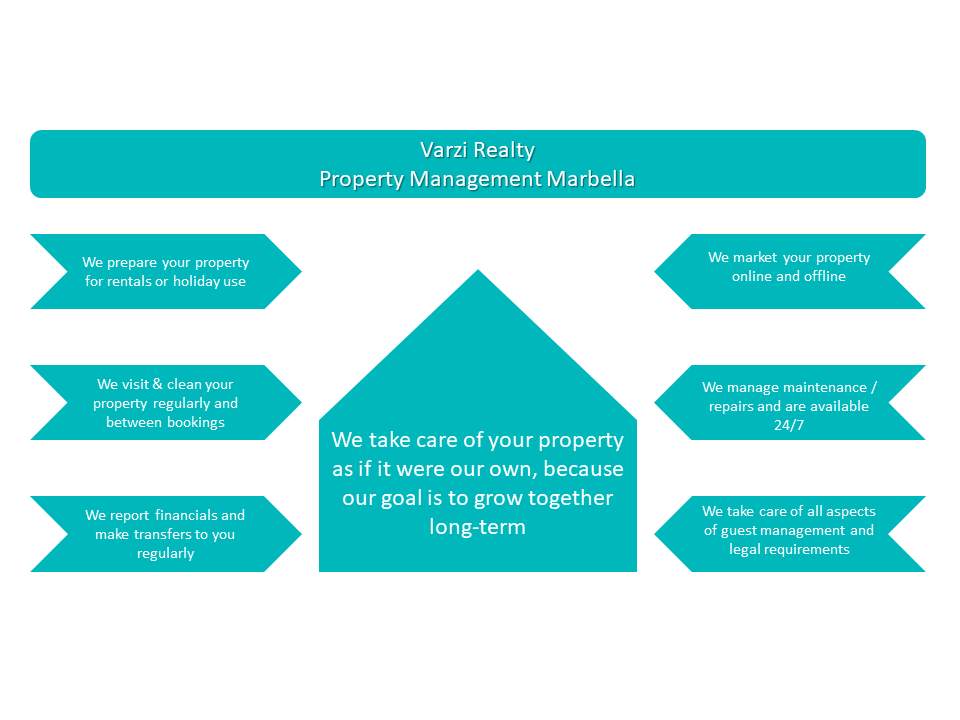 Varzi Realty
Property Management Marbella
We prepare your property
for rentals or holiday use
We market your property
online and offline
We visit & clean your
property regularly and
between bookings
We manage maintenance /
repairs and are available
24/7
We take care of your property
as if it were our own, because
our goal is to grow together
long-term
We report financials and
make transfers to you
regularly
We take care of all aspects
of guest management and
legal requirements